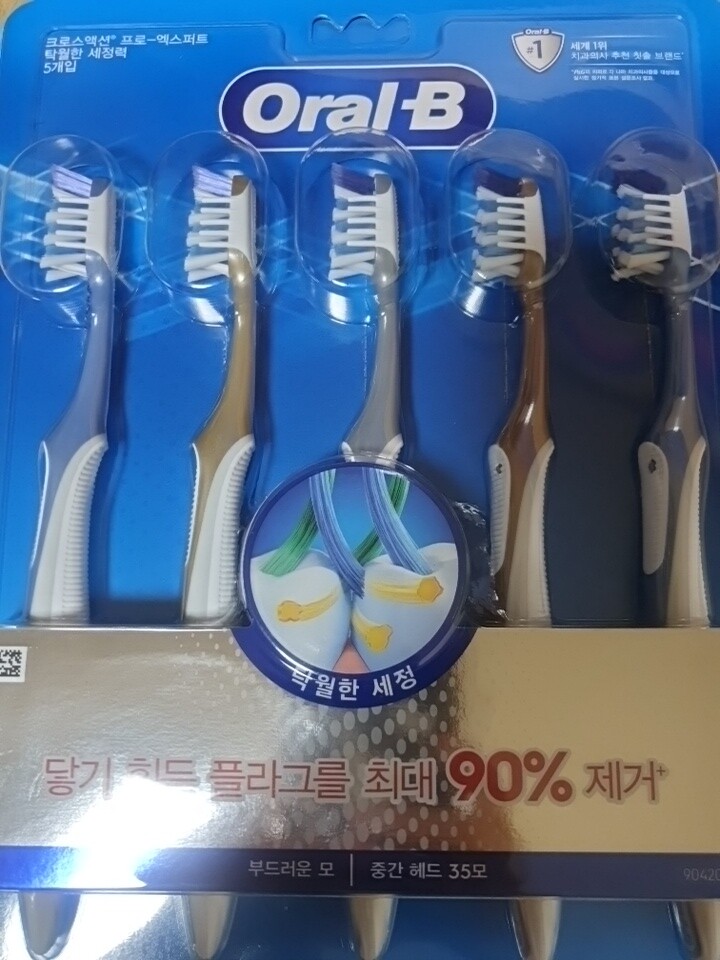 크로스액션® 프로-엑스퍼트
탁월한 세정력
5개입
Oral-B
Oral-B
#1
세계 1위
치과의사 추천 칫솔 브랜드*
탁월한 세정
닿기 힘든 플라그를 최대 90% 제거+
부드러운 모 | 중간 헤드 35모
90420